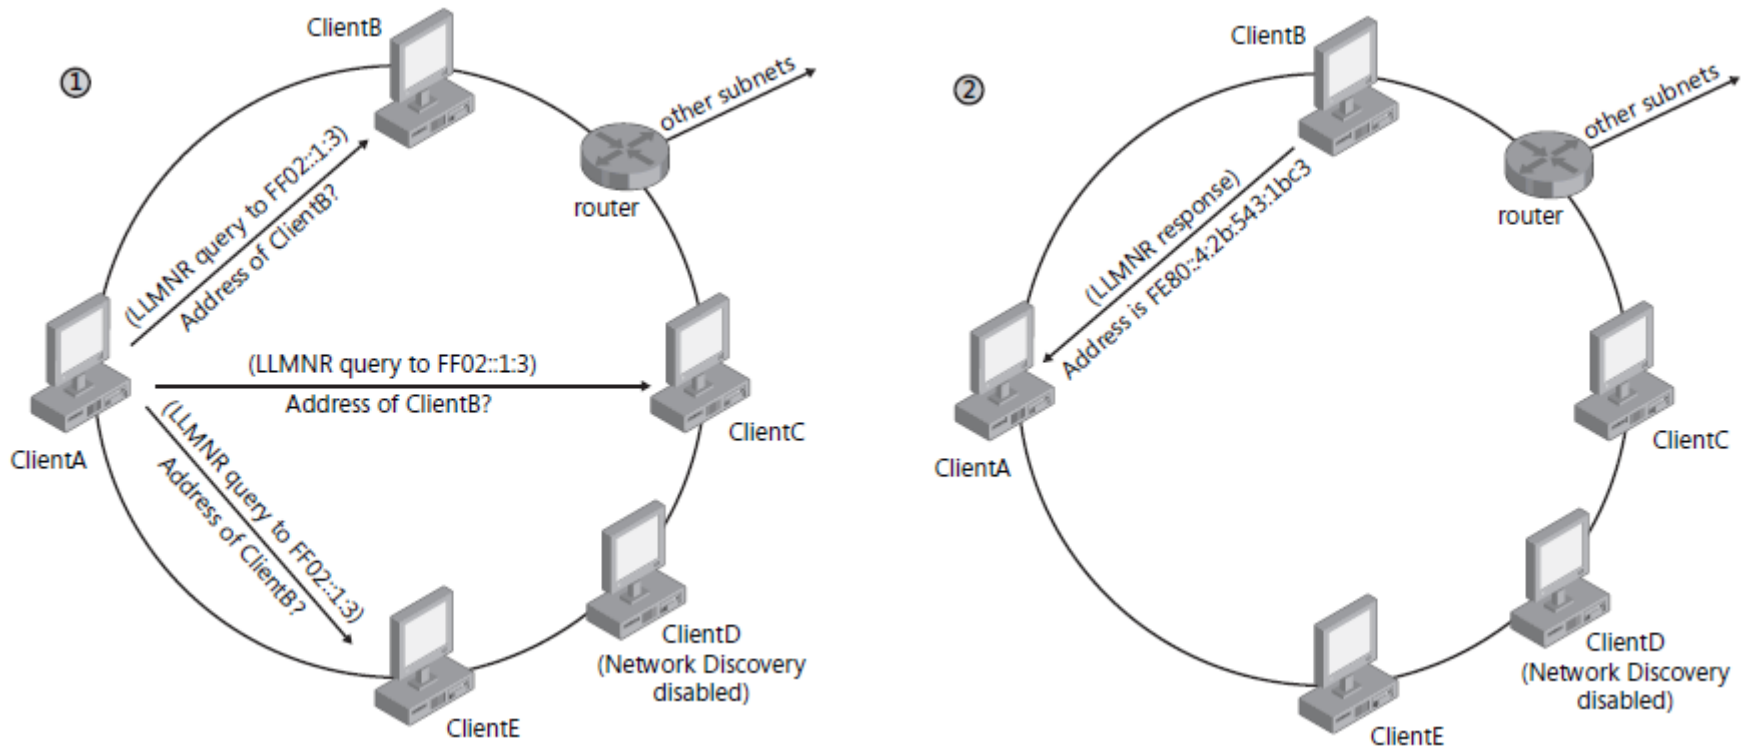 1
ClientB
other subnets
router
(LLMNR query to FF02::1:3)
Address of ClientB?
(LLMNR query to FF02::1:3)
Address of ClientB?
(LLMNR query to FF02::1:3)
Address of ClientB?
ClientA
ClientC
ClientD
(Network Discovery
disabled)
ClientE
2
ClientB
other subnets
router
(LLMNR response)
Address is FE80::4:2b:543:1bc3
ClientA
ClientC
ClientD
(Network Discovery
disabled)
ClientE